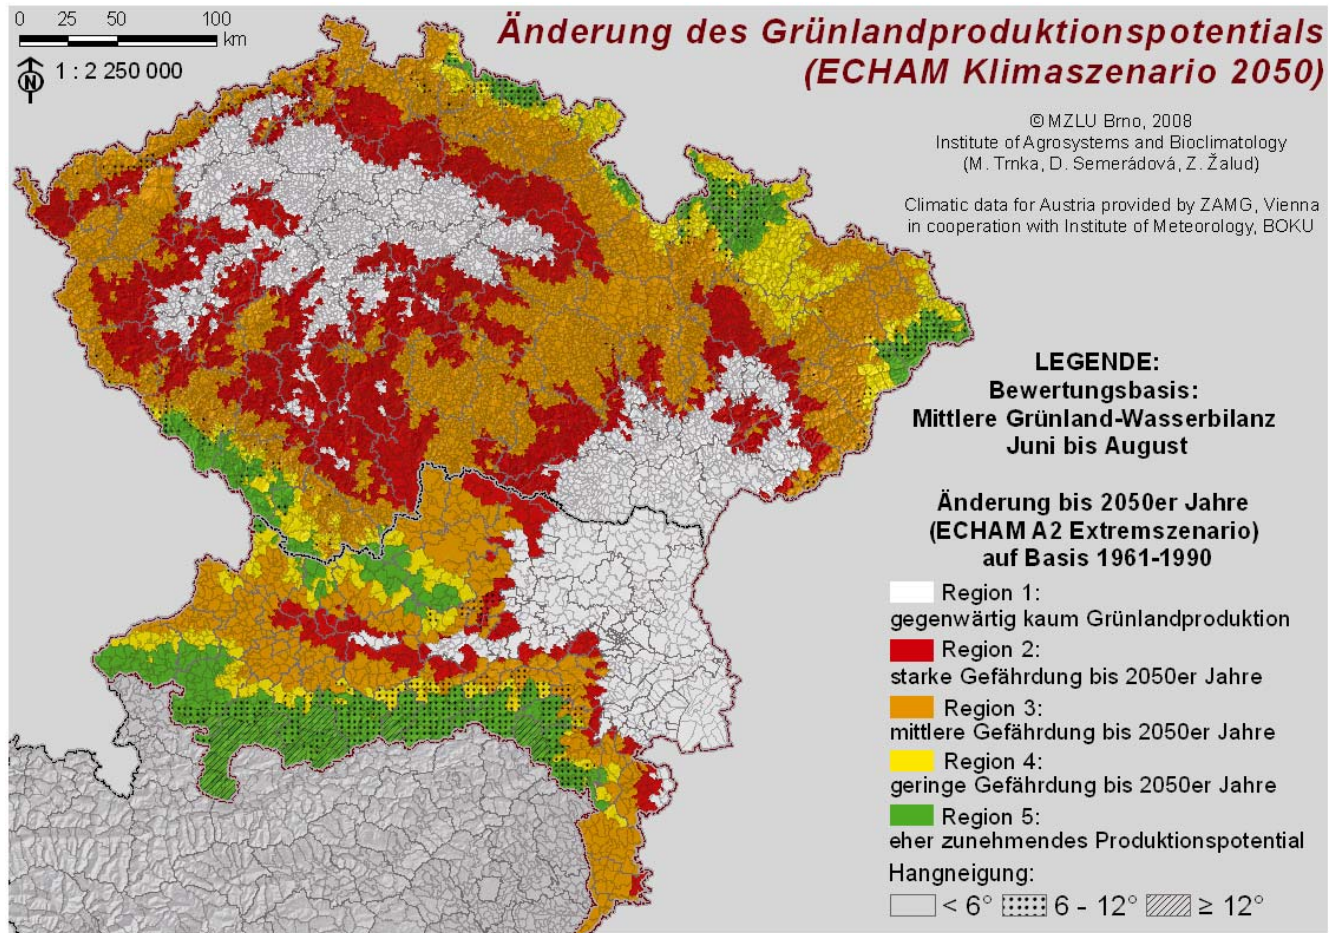 0 25 50 100
km
N
1 : 2 250 000
Änderung des Grünlandproduktionspotentials
(ECHAM Klimaszenario 2050)
© MZLU Brno, 2008
Institute of Agrosystems and Bioclimatology
(M. Trnka, D. Semerádová, Z. Žalud)
Climatic data for Austria provided by ZAMG, Vienna
in cooperation with Institute of Meteorology, BOKU
LEGENDE:
Bewertungsbasis:
Mittlere Grünland-Wasserbilanz
Juni bis August
Änderung bis 2050er Jahre
(ECHAM A2 Extremszenario)
auf Basis 1961-1990
Region 1:
gegenwärtig kaum Grünlandproduktion
Region 2:
starke Gefährdung bis 2050er Jahre
Region 3:
mittlere Gefährdung bis 2050er Jahre
Region 4:
geringe Gefährdung bis 2050er Jahre
Region 5:
eher zunehmendes Produktionspotential
Hangneigung:
< 6° 6 - 12° ≥ 12°